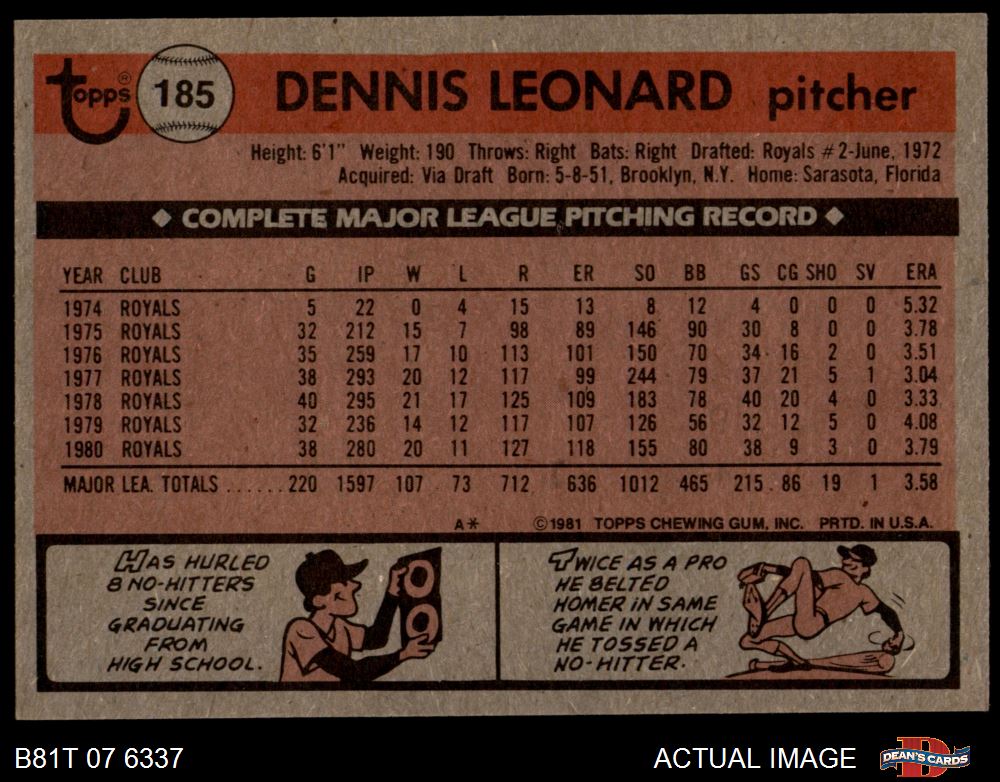 topps® 185 DENNIS LEONARD pitcher
Height: 6'1" Weight: 190 Throws: Right Bats: Right Drafted: Royals #2-June, 1972
Acquired: Via Draft Born: 5-8-51, Brooklyn, N.Y. Home: Sarasota, Florida
◆ COMPLETE MAJOR LEAGUE PITCHING RECORD ◆
YEAR CLUB G IP W L R ER SO BB GS CG SHO SV ERA
1974 ROYALS 5 22 0 4 15 13 8 12 4 0 0 0 5.32
1975 ROYALS 32 212 15 7 98 89 146 90 30 8 0 0 3.78
1976 ROYALS 35 259 17 10 113 101 150 70 34 16 2 0 3.51
1977 ROYALS 38 293 20 12 117 99 244 79 37 21 5 1 3.04
1978 ROYALS 40 295 21 17 125 109 183 78 40 20 4 0 3.33
1979 ROYALS 32 236 14 12 117 107 126 56 32 12 5 0 4.08
1980 ROYALS 38 280 20 11 127 118 155 80 38 9 3 0 3.79
MAJOR LEA. TOTALS ...... 220 1597 107 73 712 636 1012 465 215 86 19 1 3.58
A* ©1981 TOPPS CHEWING GUM, INC. PRTD. IN U.S.A.
HAS HURLED
8 NO-HITTERS
SINCE
GRADUATING
FROM
HIGH SCHOOL.
TWICE AS A PRO
HE BELTED
HOMER IN SAME
GAME IN WHICH
HE TOSSED A
NO-HITTER.
B81T 07 6337 ACTUAL IMAGE DEAN'S CARDS